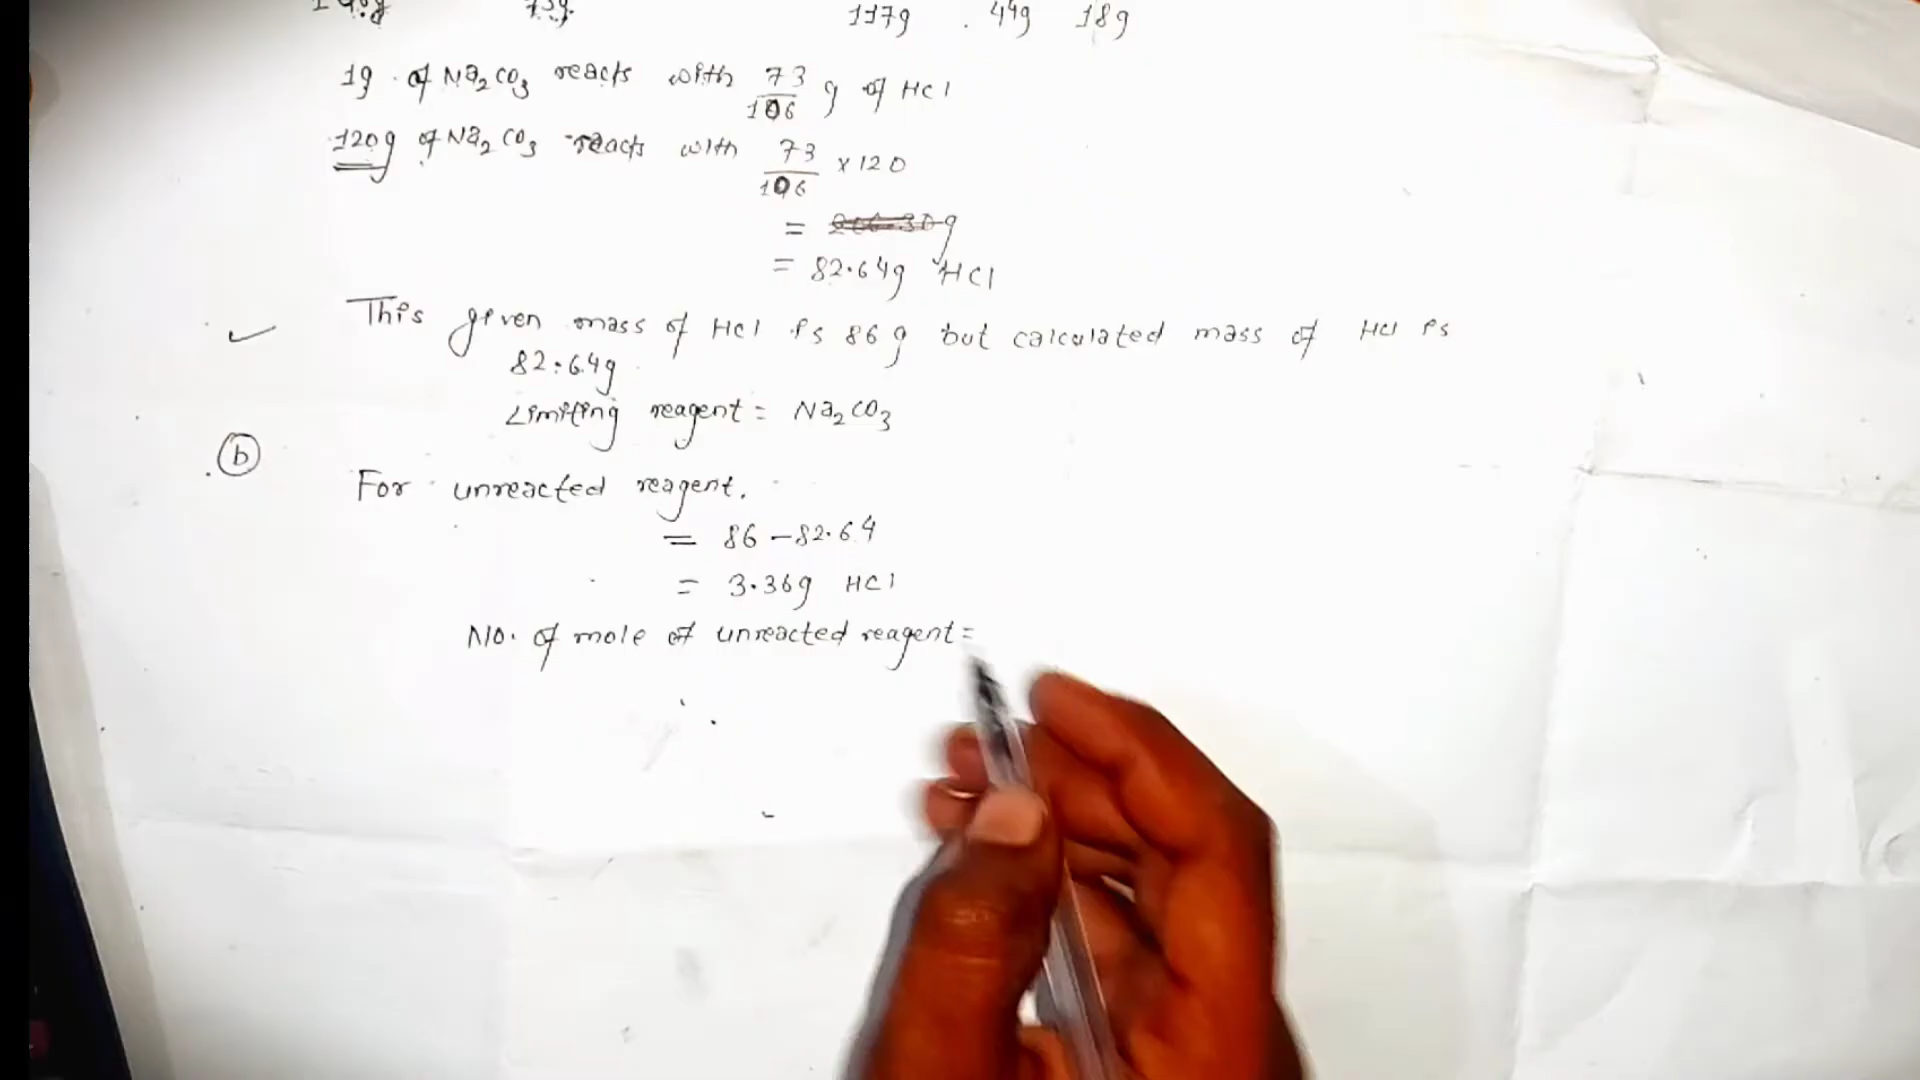 73g 117g 44g 18g
1g of Na₂CO₃ reacts with 73/106 g of HCl
120g of Na₂CO₃ reacts with 73/106 × 120
= g
= 82.64g HCl
This given mass of HCl is 86g but calculated mass of HCl is
82.64g
Limiting reagent = Na₂CO₃
(b)
For unreacted reagent.
= 86 - 82.64
= 3.36g HCl
No. of mole of unreacted reagent =